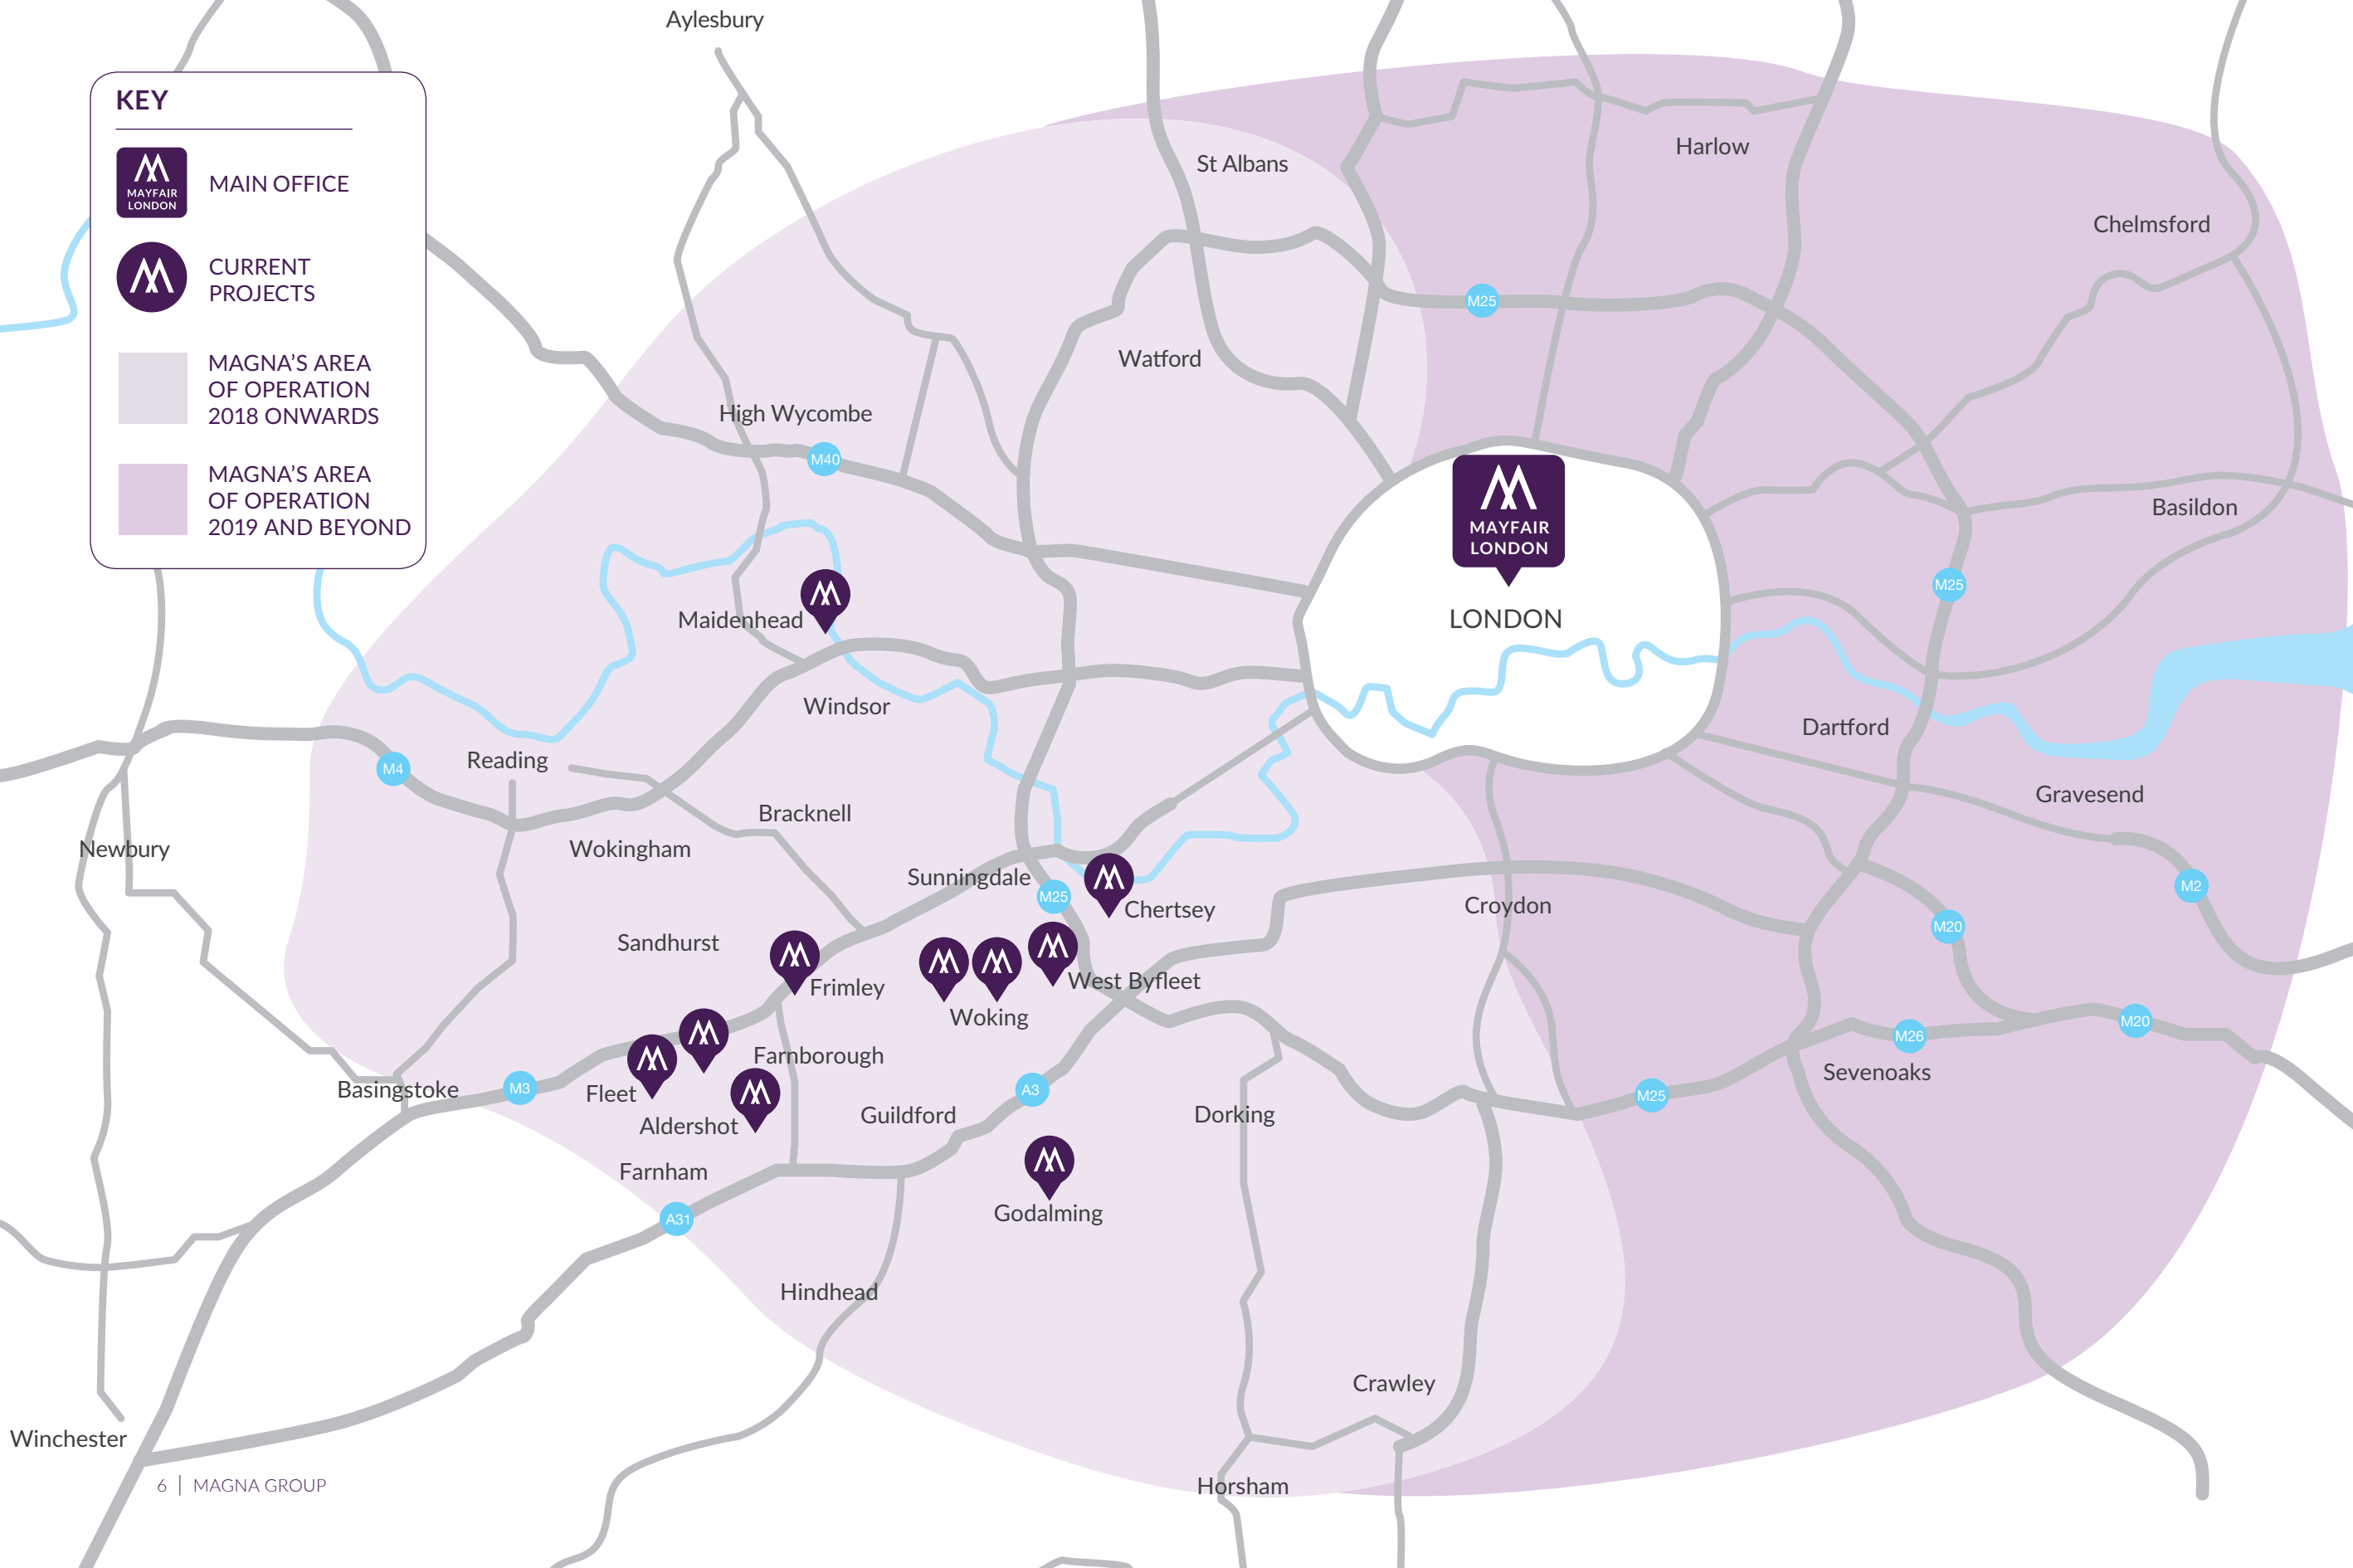 Aylesbury
KEY
MAYFAIR
LONDON
MAIN OFFICE
CURRENT
PROJECTS
MAGNA’S AREA
OF OPERATION
2018 ONWARDS
MAGNA’S AREA
OF OPERATION
2019 AND BEYOND
St Albans
Harlow
Chelmsford
M25
Watford
High Wycombe
M40
Basildon
MAYFAIR
LONDON
LONDON
M25
Maidenhead
Windsor
Dartford
Reading
M4
Gravesend
Bracknell
Newbury
Wokingham
Sunningdale
M25
Chertsey
M2
Croydon
M20
Sandhurst
Frimley
West Byfleet
Woking
M20
M26
Farnborough
Sevenoaks
Basingstoke
M3
Fleet
A3
M25
Aldershot
Guildford
Dorking
Farnham
A31
Godalming
Hindhead
Crawley
Winchester
Horsham
6 | MAGNA GROUP